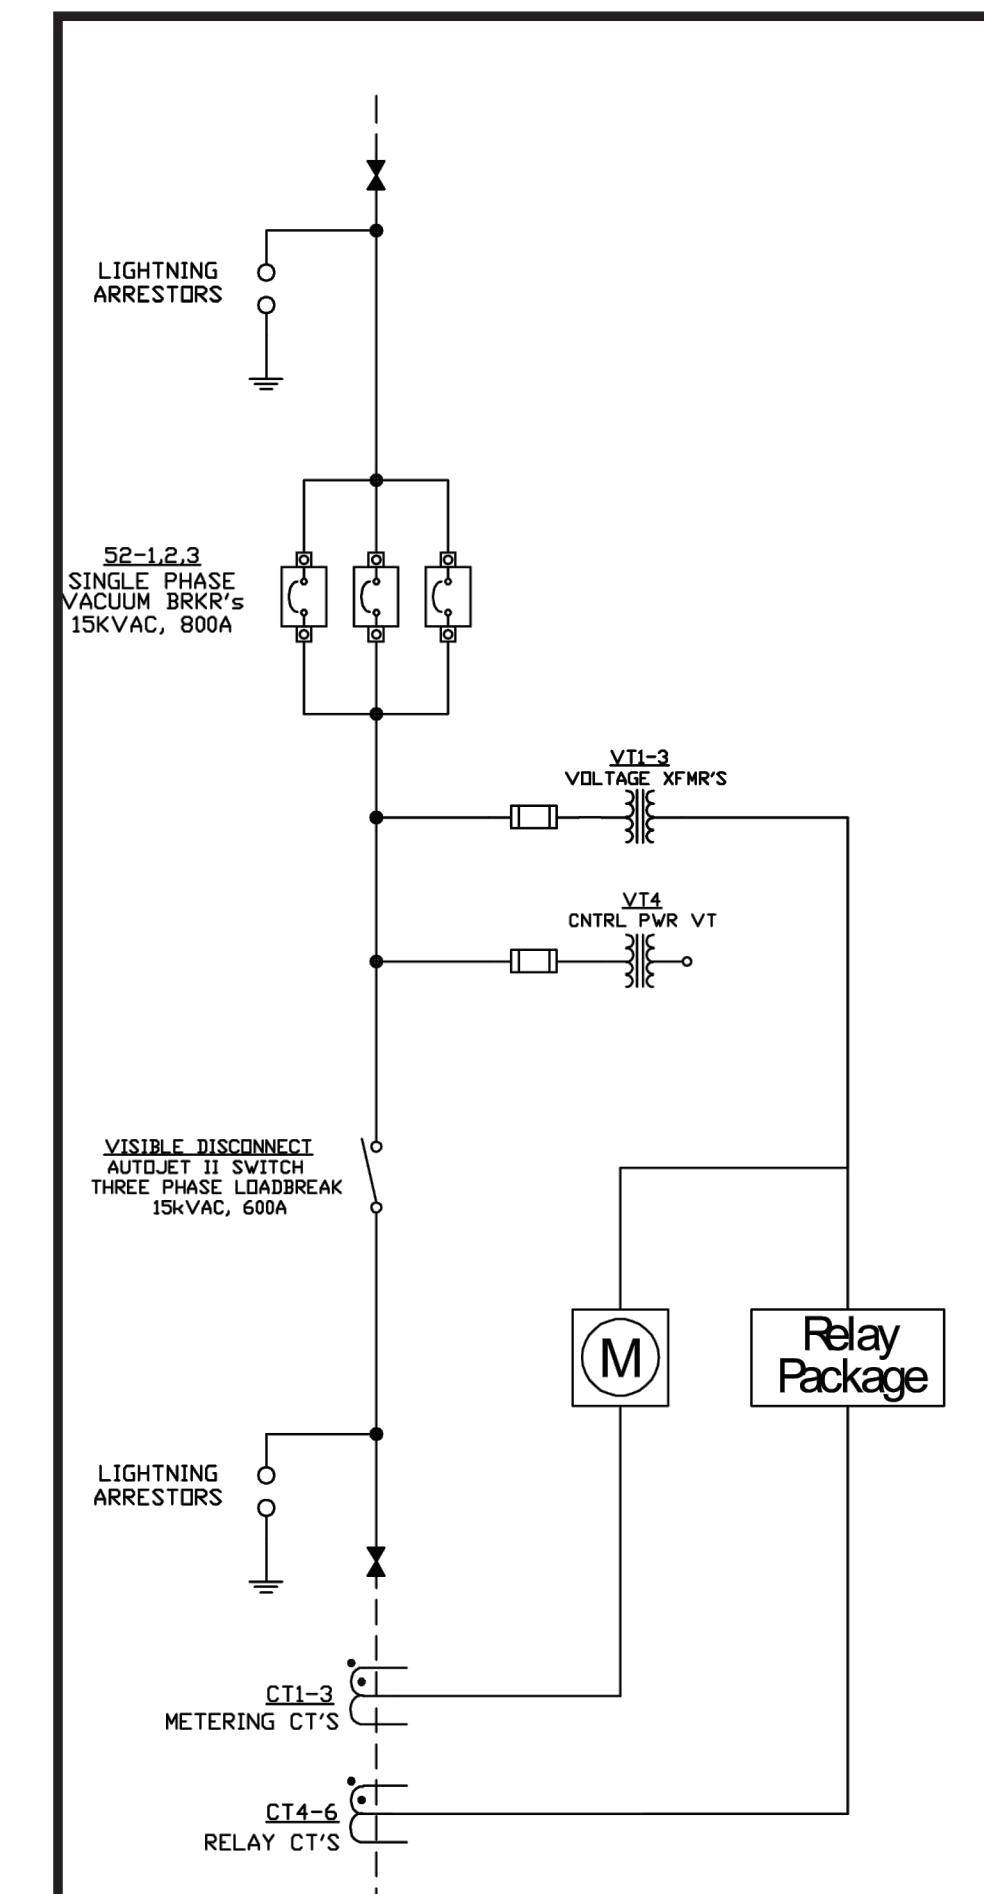 LIGHTNING
ARRESTORS
52-1,2,3
SINGLE PHASE
VACUUM BRKR's
15KVAC, 800A
VT1-3
VOLTAGE XFMR'S
VT4
CNTRL PWR VT
VISIBLE DISCONNECT
AUTOJET II SWITCH
THREE PHASE LOADBREAK
15kVAC, 600A
M
Relay
Package
LIGHTNING
ARRESTORS
CT1-3
METERING CT'S
CT4-6
RELAY CT'S